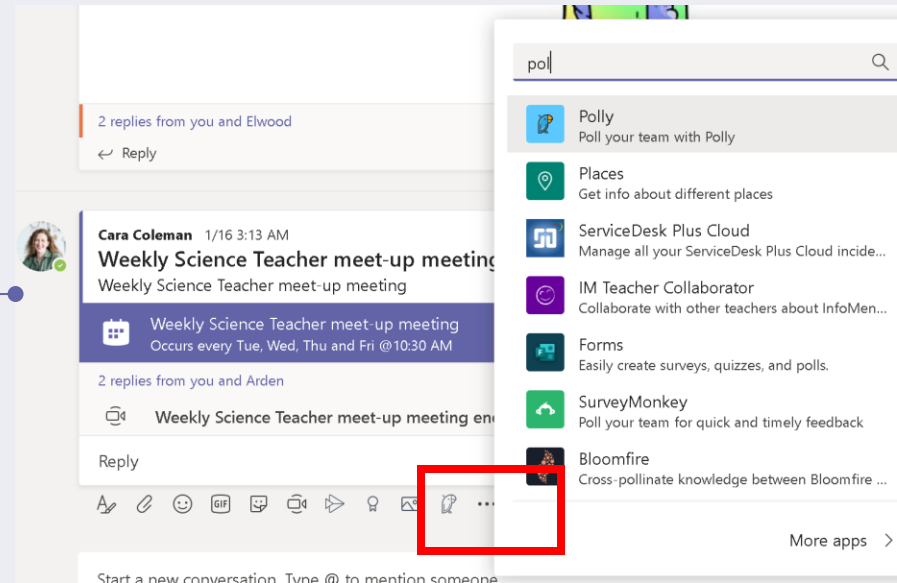 2 replies from you and Elwood
Reply
Cara Coleman 1/16 3:13 AM
Weekly Science Teacher meet-up meeting
Weekly Science Teacher meet-up meeting
Weekly Science Teacher meet-up meeting
Occurs every Tue, Wed, Thu and Fri @10:30 AM
2 replies from you and Arden
Weekly Science Teacher meet-up meeting
Reply
GIF
Start a new conversation. Type @ to mention someone
pol
Polly
Poll your team with Polly
Places
Get info about different places
ServiceDesk Plus Cloud
Manage all your ServiceDesk Plus Cloud incide...
IM Teacher Collaborator
Collaborate with other teachers about InfoMen...
Forms
Easily create surveys, quizzes, and polls.
SurveyMonkey
Poll your team for quick and timely feedback
Bloomfire
Cross-pollinate knowledge between Bloomfire ...
More apps